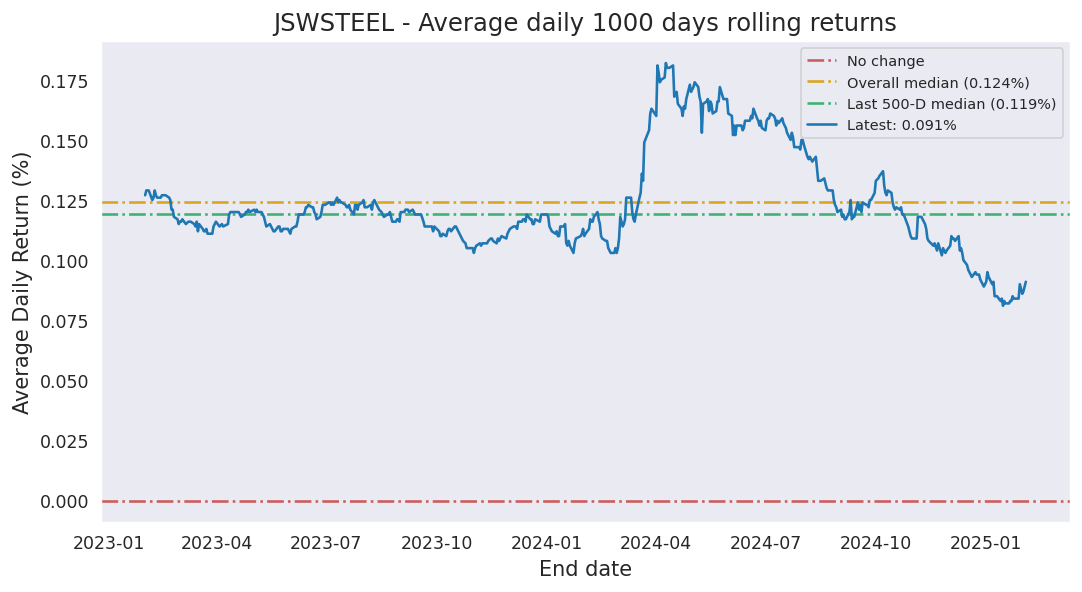 JSWSTEEL - Average daily 1000 days rolling returns
No change
Overall median (0.124%)
Last 500-D median (0.119%)
Latest: 0.091%
Average Daily Return (%)
0.175
0.150
0.125
0.100
0.075
0.050
0.025
0.000
2023-01 2023-04 2023-07 2023-10 2024-01 2024-04 2024-07 2024-10 2025-01
End date